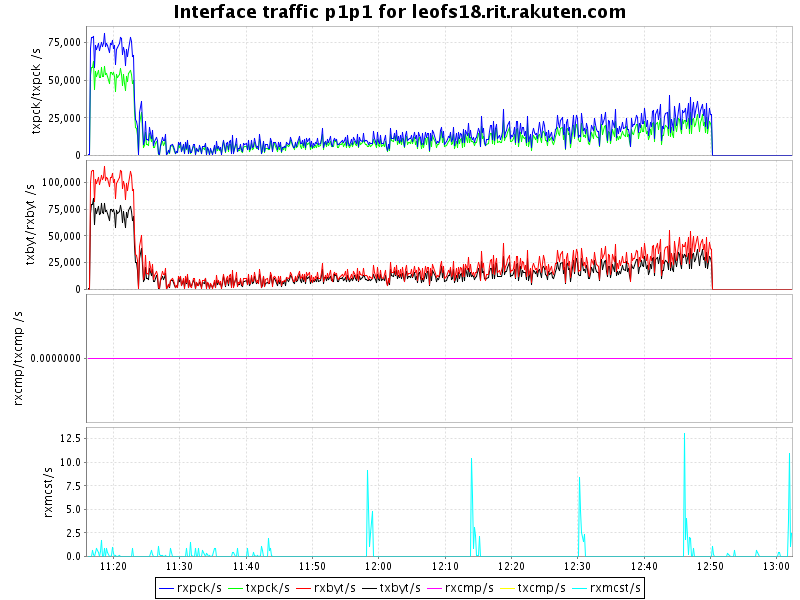 Interface traffic p1p1 for leofs18.rit.rakuten.com
txpck/txpck /s
75,000
50,000
25,000
0
txbyt/rxbyt /s
100,000
75,000
50,000
25,000
0
rxcmp/txcmp /s
0.0000000
rxmcst/s
12.5
10.0
7.5
5.0
2.5
0.0
11:20 11:30 11:40 11:50 12:00 12:10 12:20 12:30 12:40 12:50 13:00
rxpck/s txpck/s rxbyt/s txbyt/s rxcmp/s txcmp/s rxmcst/s